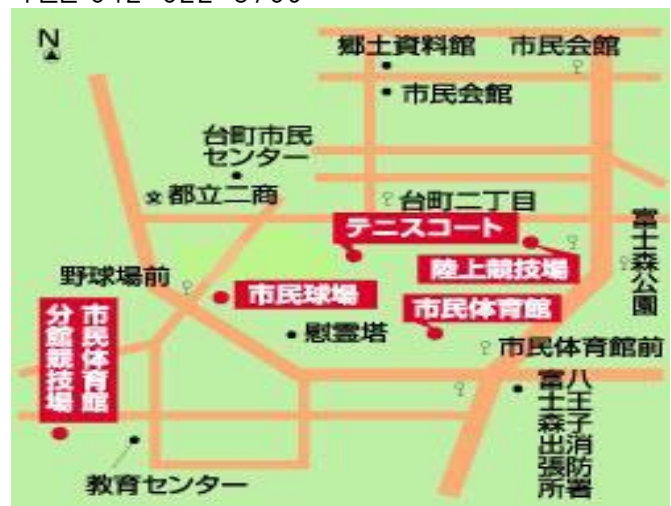 N
郷土資料館
市民会館
市民会館
台町市民
センター
都立二商
台町二丁目
テニスコート
陸上競技場
富士森公園
野球場前
市民球場
市民体育館
慰霊塔
市民体育館前
市民体育館
分館競技場
八王子消防署
富士森出張所
教育センター